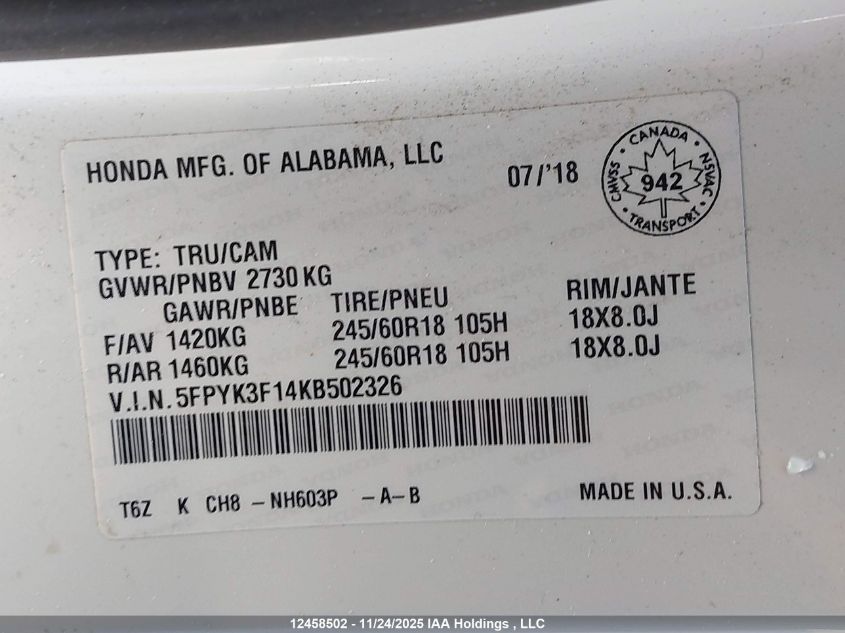 HONDA MFG. OF ALABAMA, LLC
07/'18
CANADA
CMVSS 942 NSVAC
TRANSPORT
TYPE: TRU/CAM
GVWR/PNBV 2730 KG
GAWR/PNBE TIRE/PNEU RIM/JANTE
F/AV 1420KG 245/60R18 105H 18X8.0J
R/AR 1460KG 245/60R18 105H 18X8.0J
V.I.N. 5FPYK3F14KB502326
T6Z K CH8 - NH603P - A - B MADE IN U.S.A.
12458502 - 11/24/2025 IAA Holdings , LLC